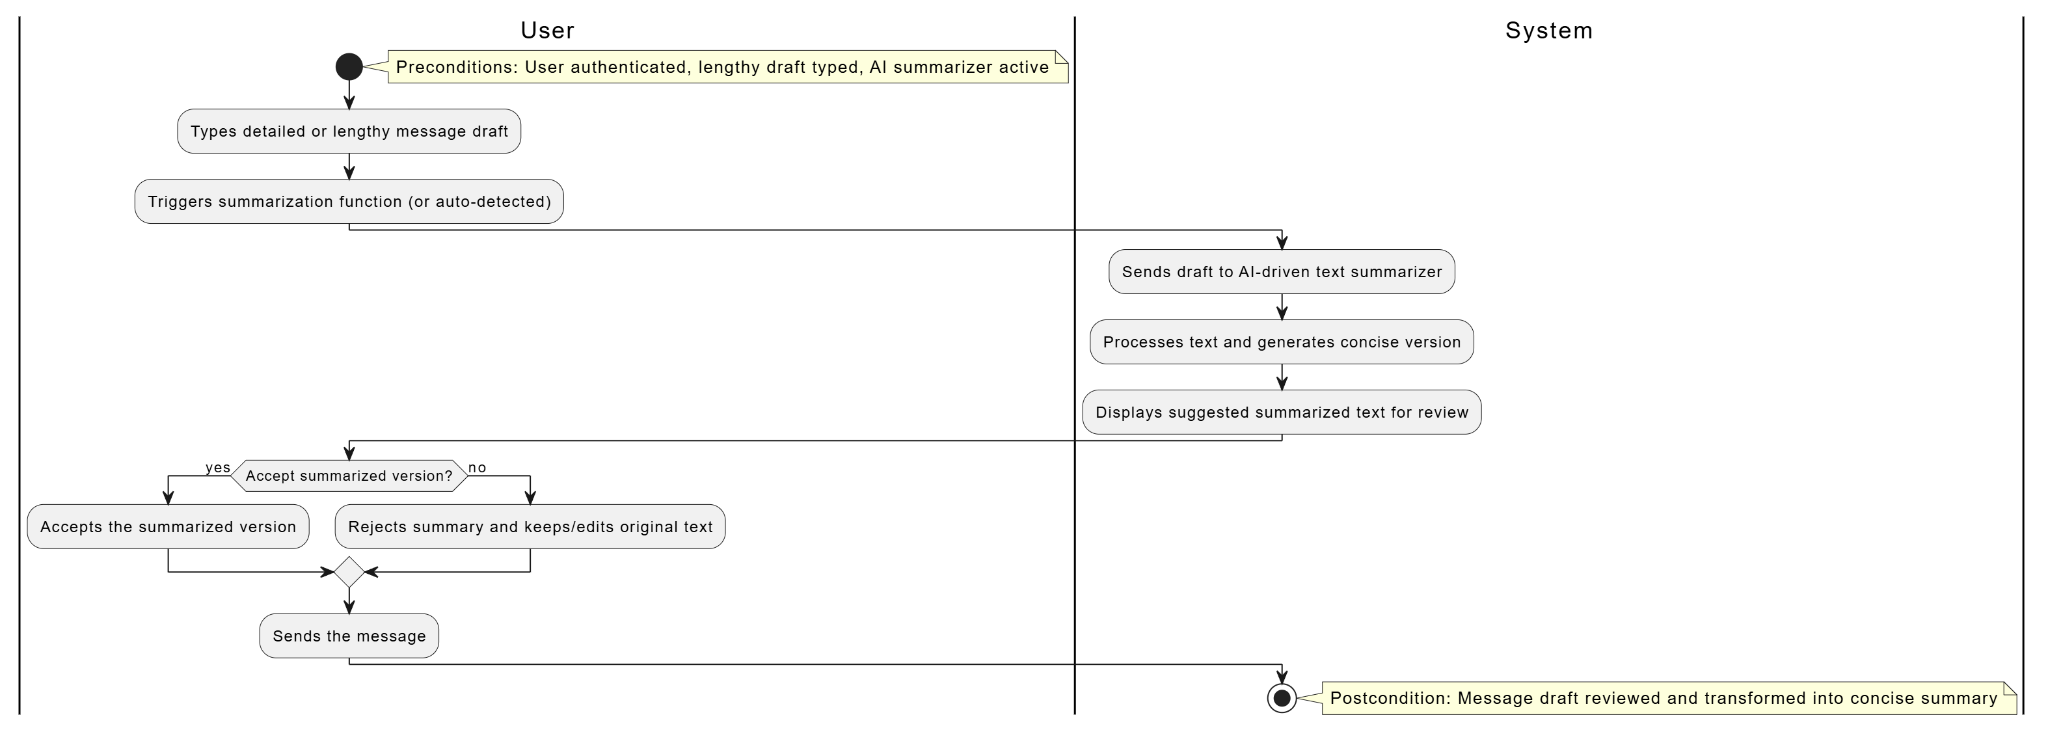 User
System
Preconditions: User authenticated, lengthy draft typed, AI summarizer active
Types detailed or lengthy message draft
Triggers summarization function (or auto-detected)
Sends draft to AI-driven text summarizer
Processes text and generates concise version
Displays suggested summarized text for review
yes
Accept summarized version?
no
Accepts the summarized version
Rejects summary and keeps/edits original text
Sends the message
Postcondition: Message draft reviewed and transformed into concise summary